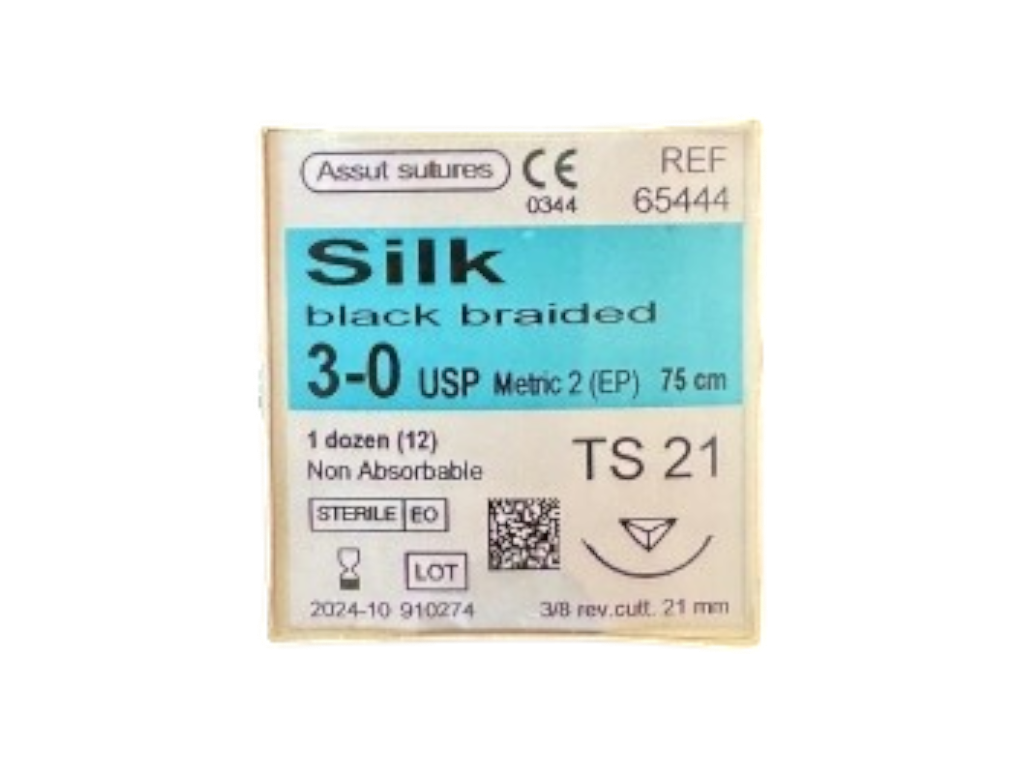 Assut sutures CE REF
0344 65444
Silk
black braided
3-0 USP Metric 2 (EP) 75 cm
1 dozen (12) TS 21
Non Absorbable
STERILE EO
LOT
2024-10 910274 3/8 rev.cutt. 21 mm